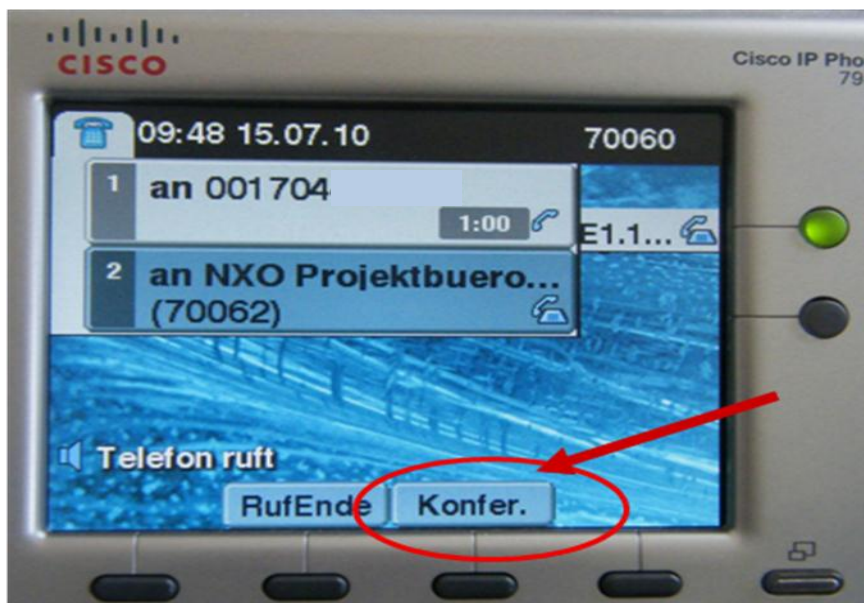 CISCO
Cisco IP Pho
79
09:48 15.07.10 70060
1 an 001704
1:00
E1.1...
2 an NXO Projektbuero...
(70062)
Telefon ruft
RufEnde Konfer.